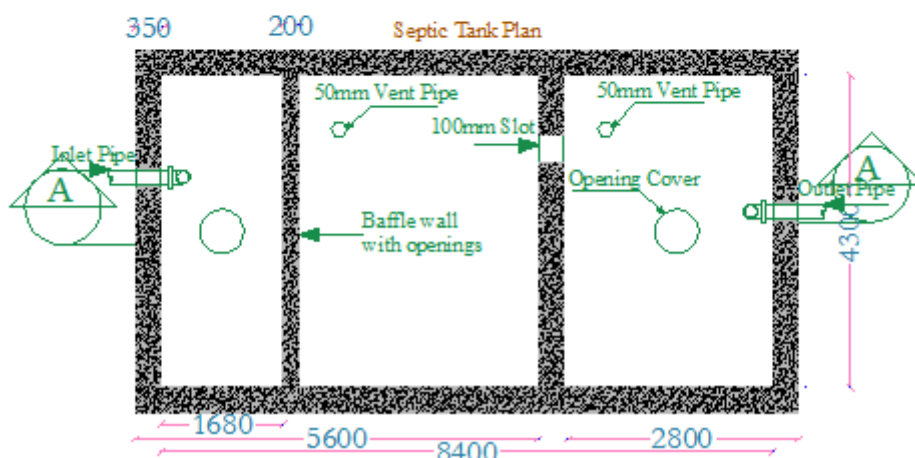 350
200
Septic Tank Plan
50mm Vent Pipe
50mm Vent Pipe
100mm Slot
Inlet Pipe
A
Opening Cover
A
Outlet Pipe
Baffle wall
with openings
4300
1680
5600
2800
8400